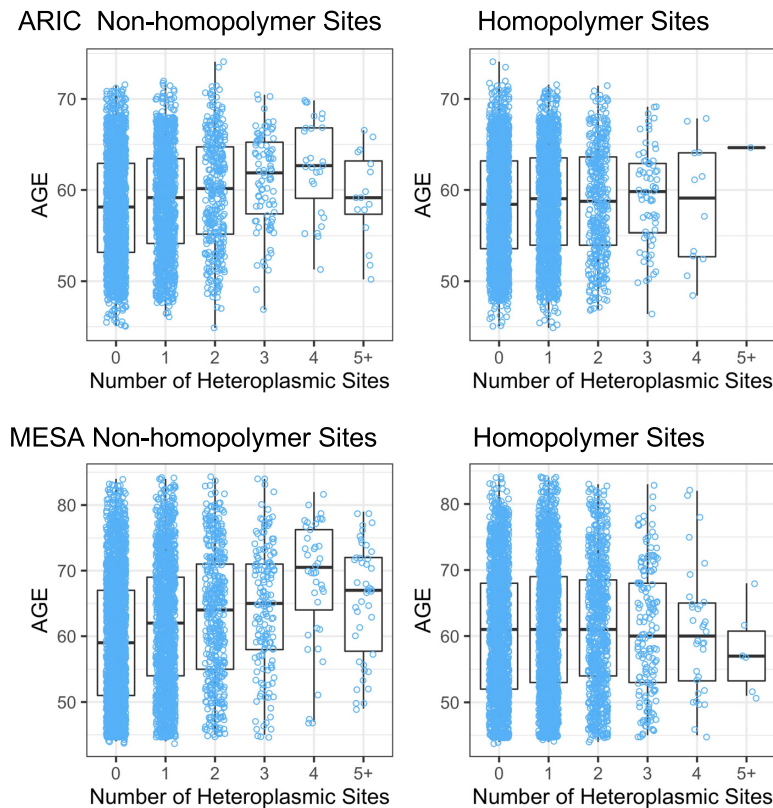 ARIC Non-homopolymer Sites
Homopolymer Sites
AGE
70
60
50
0 1 2 3 4 5+
Number of Heteroplasmic Sites
AGE
70
60
50
0 1 2 3 4 5+
Number of Heteroplasmic Sites
MESA Non-homopolymer Sites
Homopolymer Sites
AGE
80
70
60
50
0 1 2 3 4 5+
Number of Heteroplasmic Sites
AGE
80
70
60
50
0 1 2 3 4 5+
Number of Heteroplasmic Sites